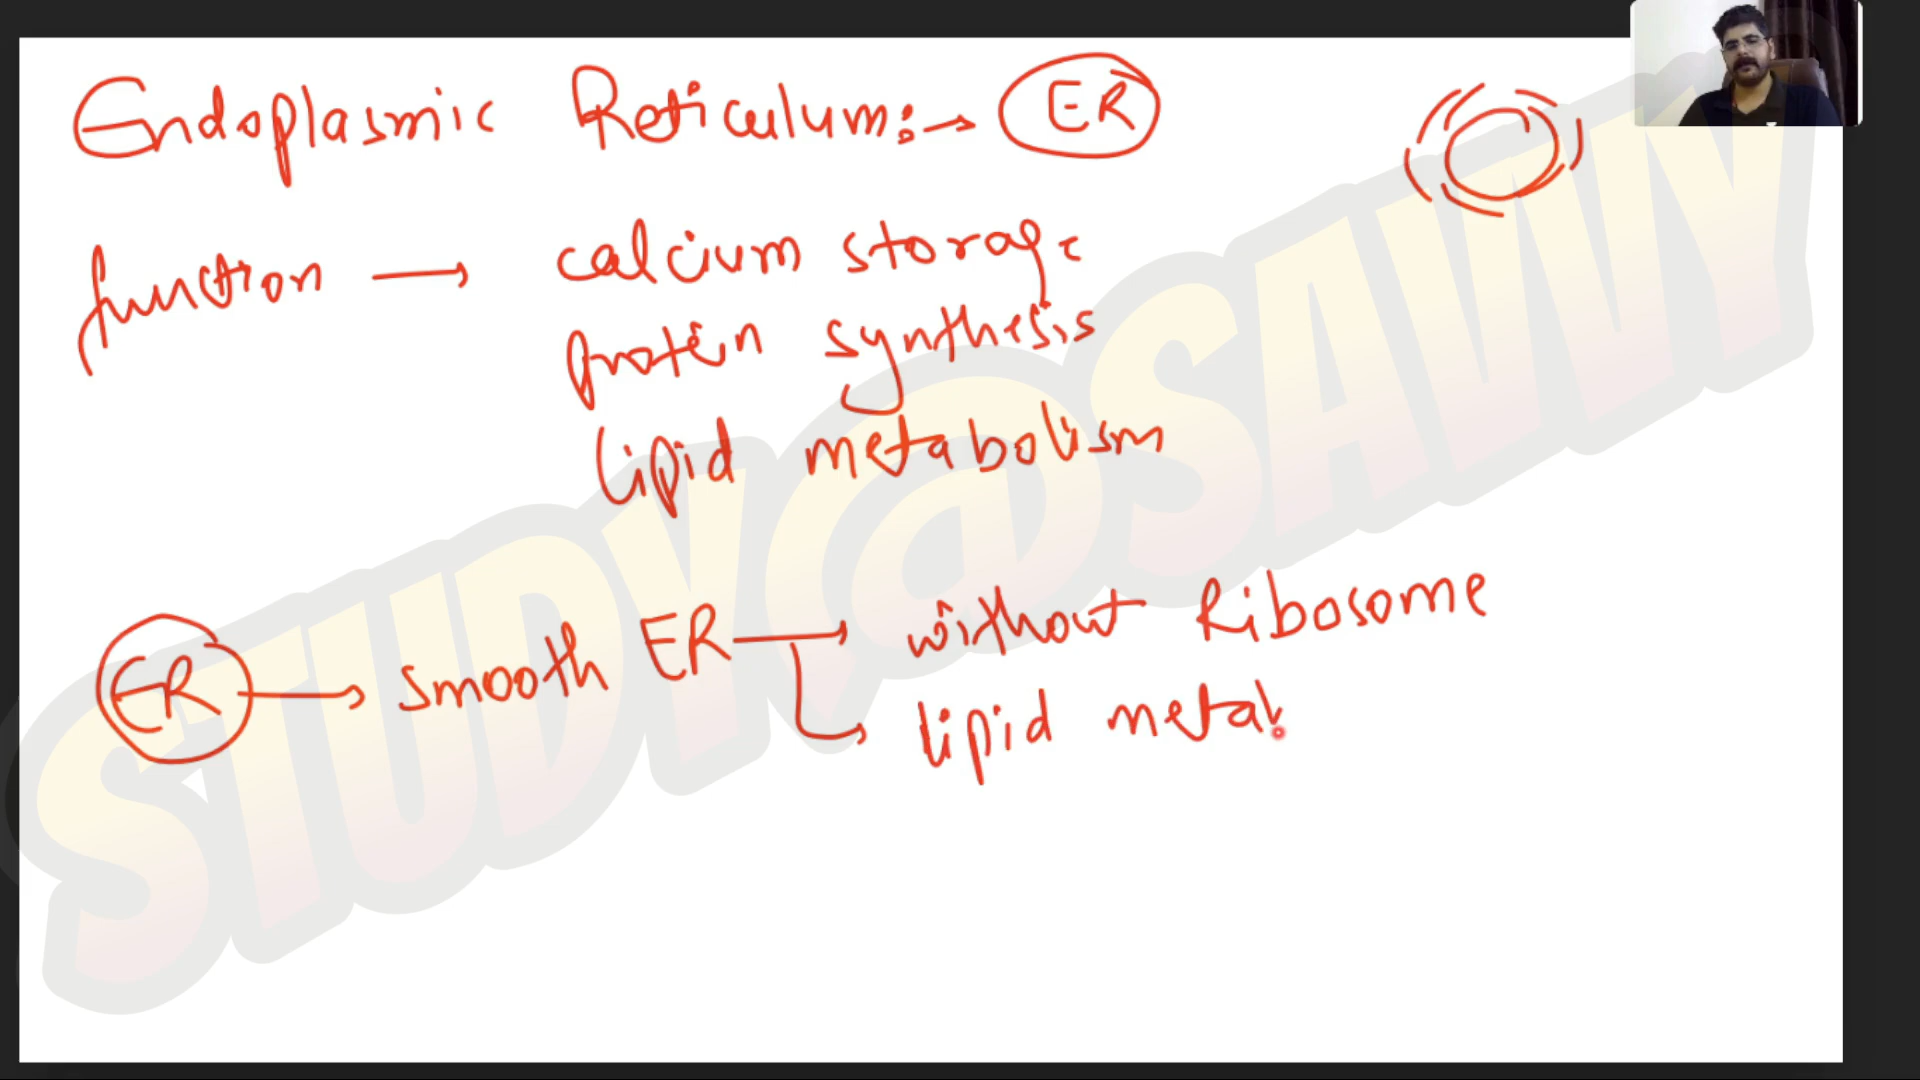 Endoplasmic Reticulum:→ ER
function → calcium storage
protein synthesis
lipid metabolism
ER → smooth ER → without Ribosome
→ lipid metab
STUDY@SAVVY